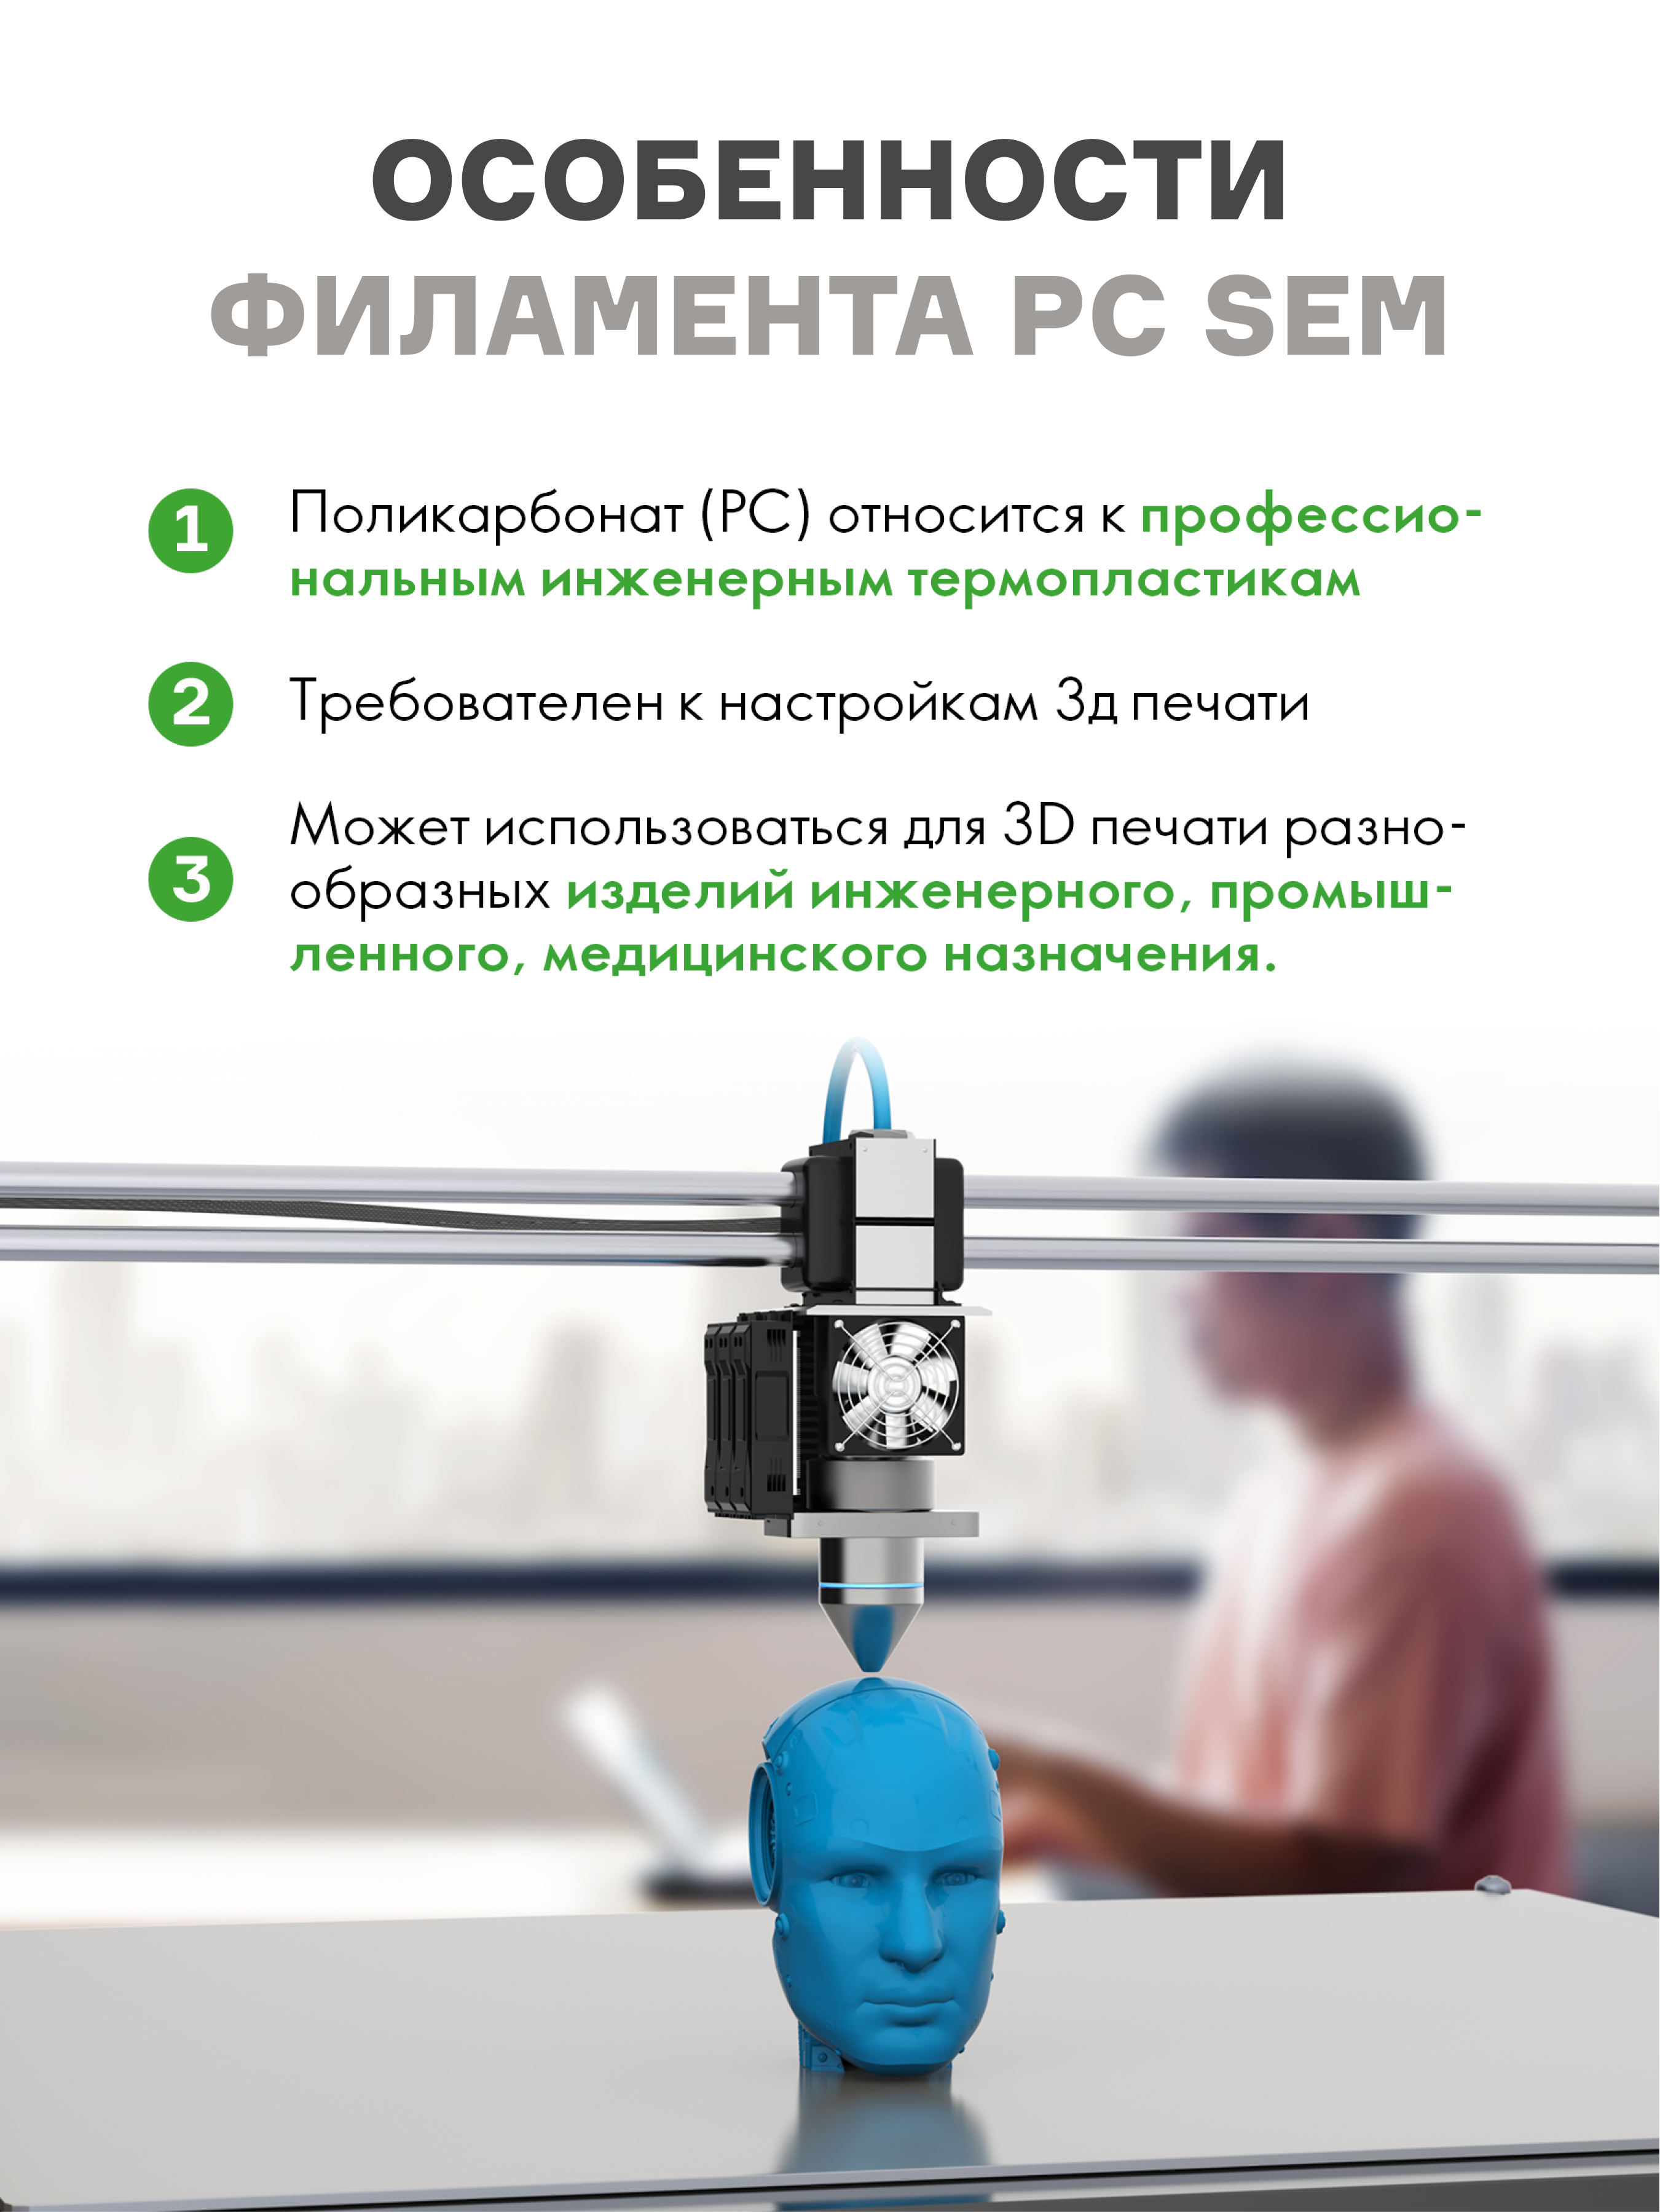 ОСОБЕННОСТИ
ФИЛАМЕНТА PC SEM
1
Поликарбонат (PC) относится к профессио-
нальным инженерным термопластикам
2
Требователен к настройкам 3д печати
3
Может использоваться для 3D печати разно-
образных изделий инженерного, промыш-
ленного, медицинского назначения.